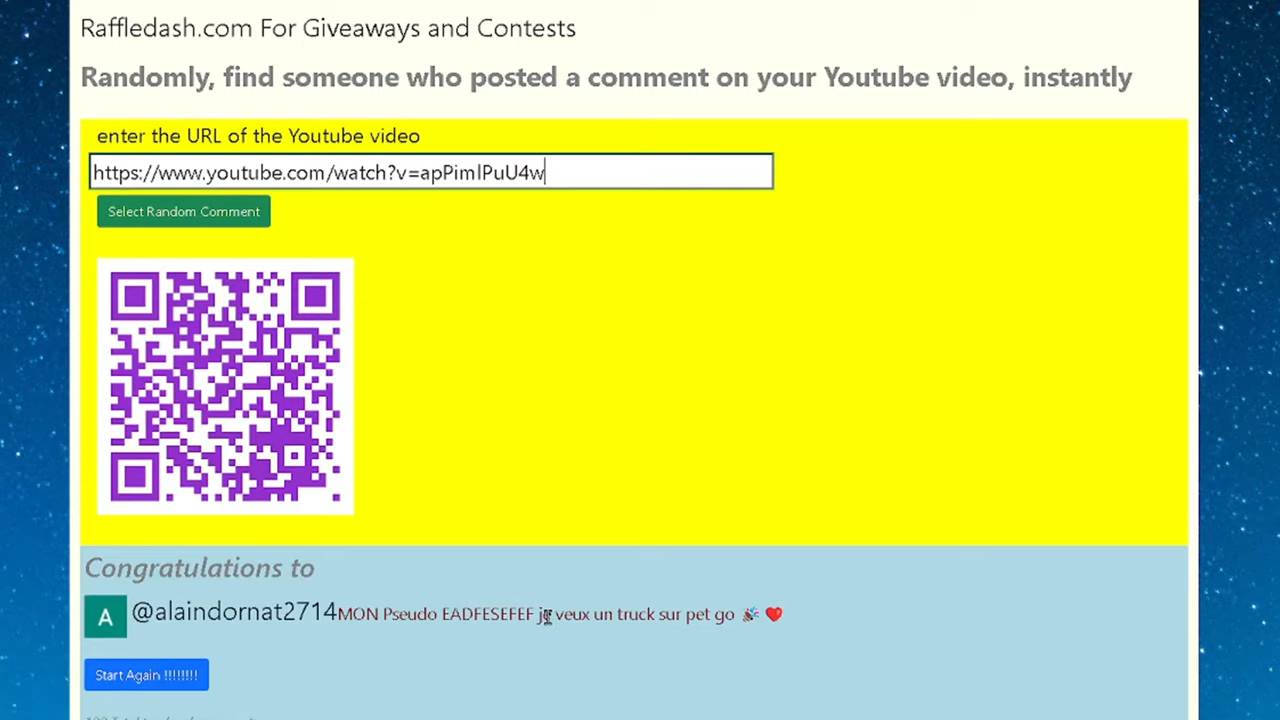 Raffledash.com For Giveaways and Contests
Randomly, find someone who posted a comment on your Youtube video, instantly
enter the URL of the Youtube video
https://www.youtube.com/watch?v=apPimlPuU4w
Select Random Comment
Congratulations to
A @alaindornat2714MON Pseudo EADFESEFEF je veux un truck sur pet go 🎉 ❤️
Start Again !!!!!!!!